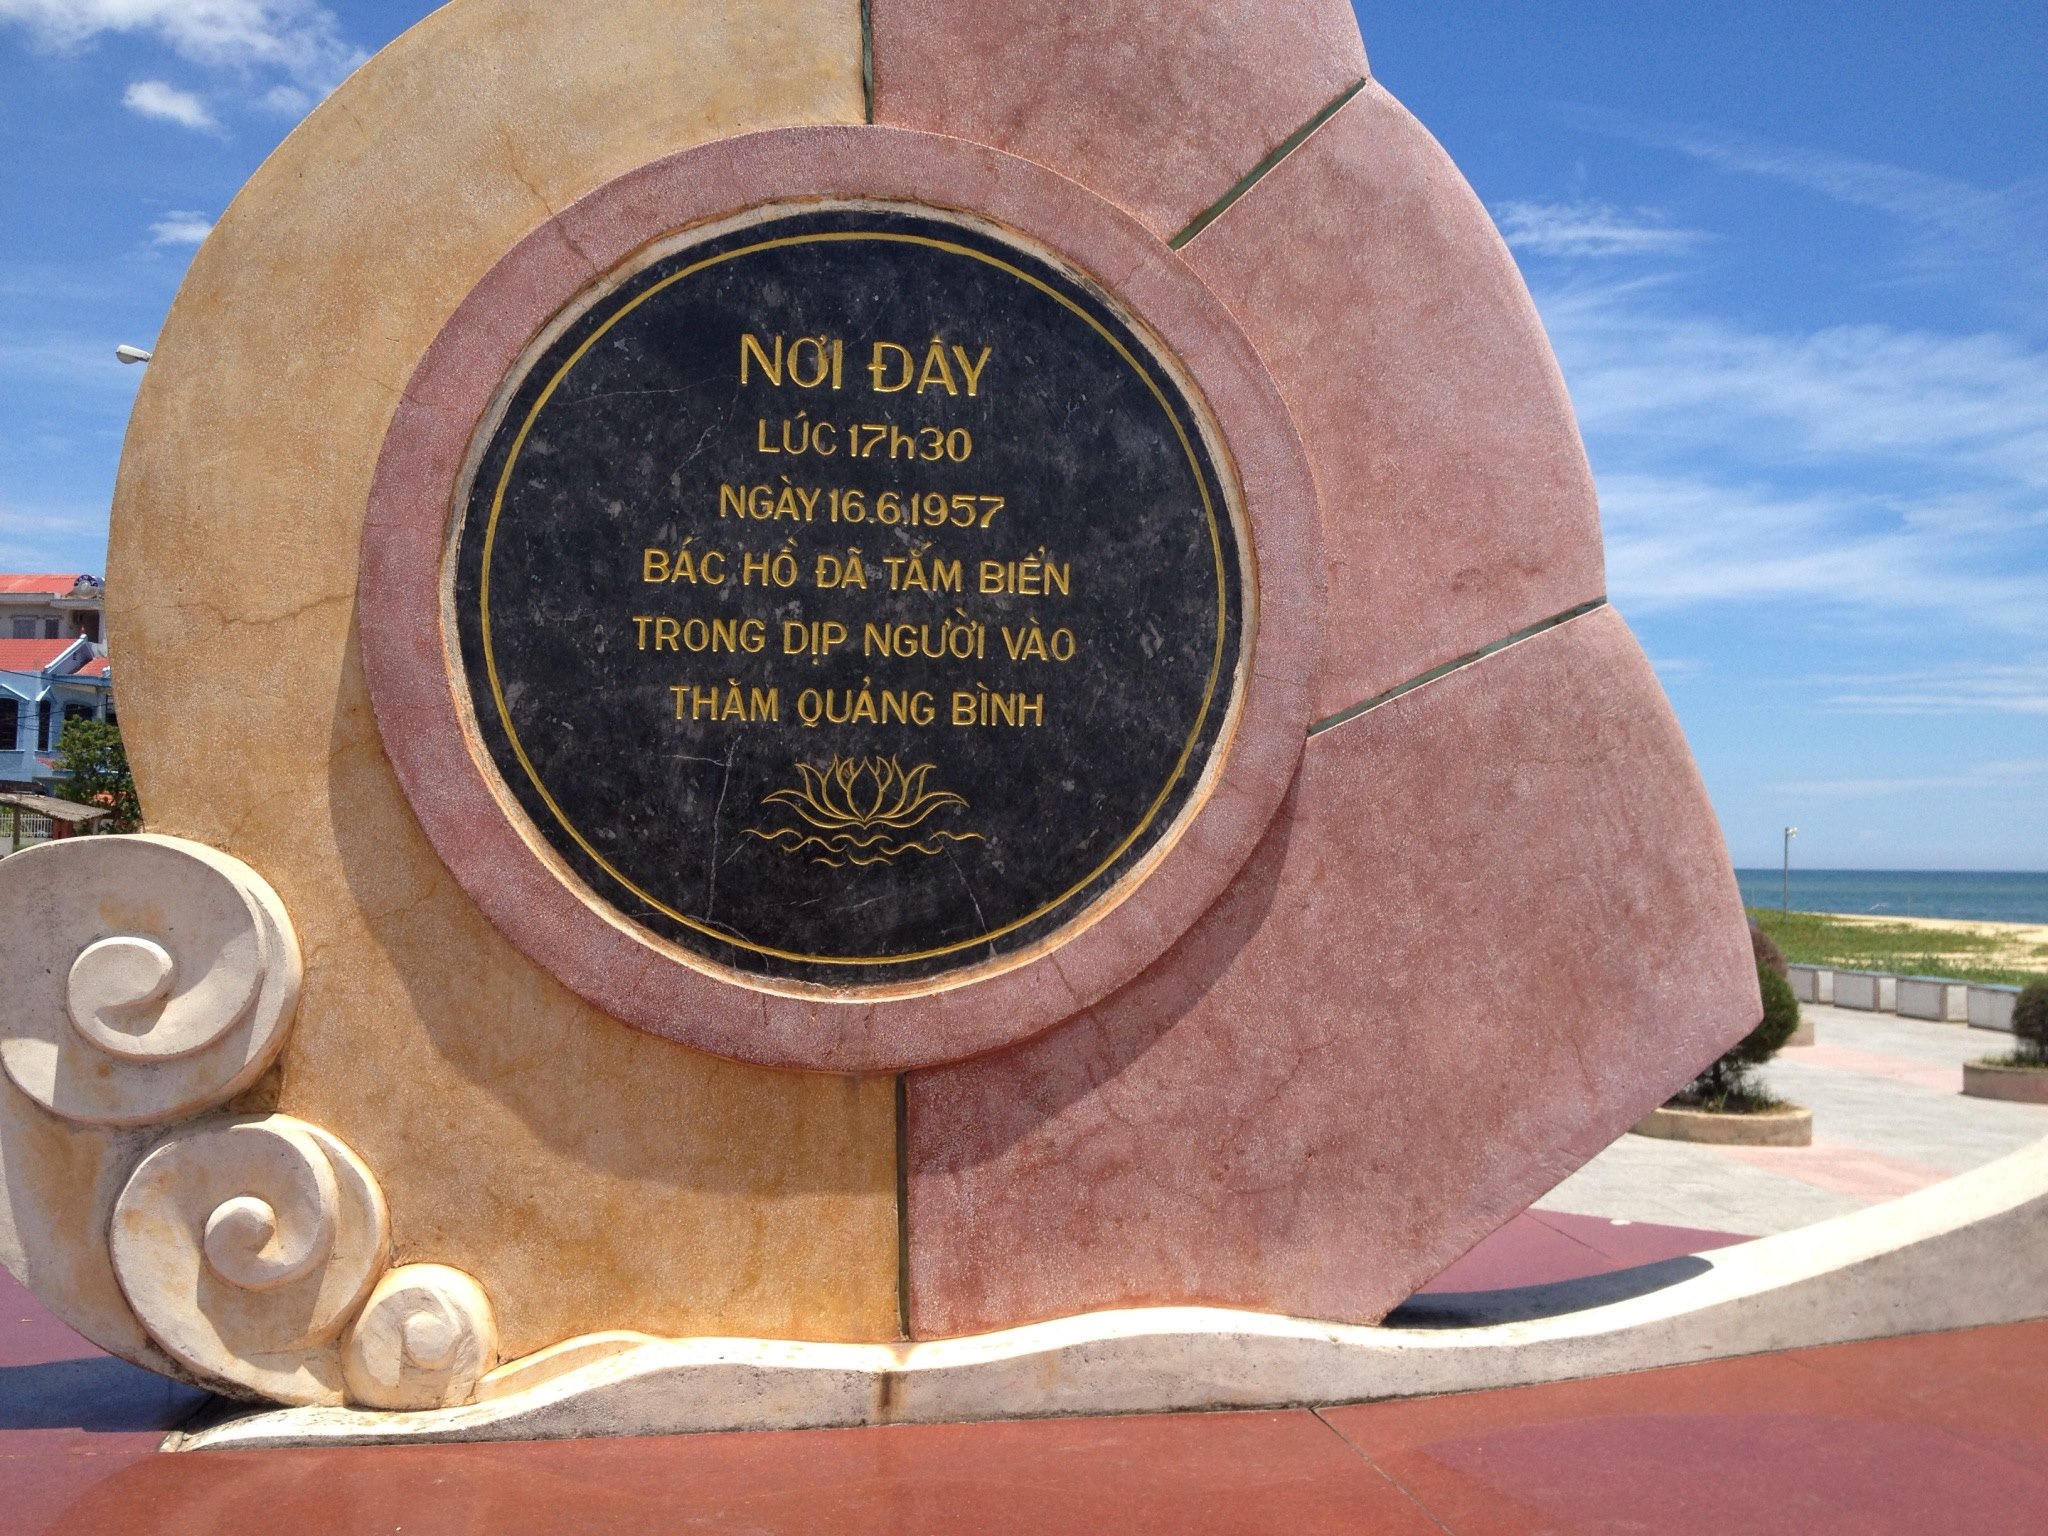 NƠI ĐÂY
LÚC 17h30
NGÀY 16.6.1957
BÁC HỒ ĐÃ TẮM BIỂN
TRONG DỊP NGƯỜI VÀO
THĂM QUẢNG BÌNH